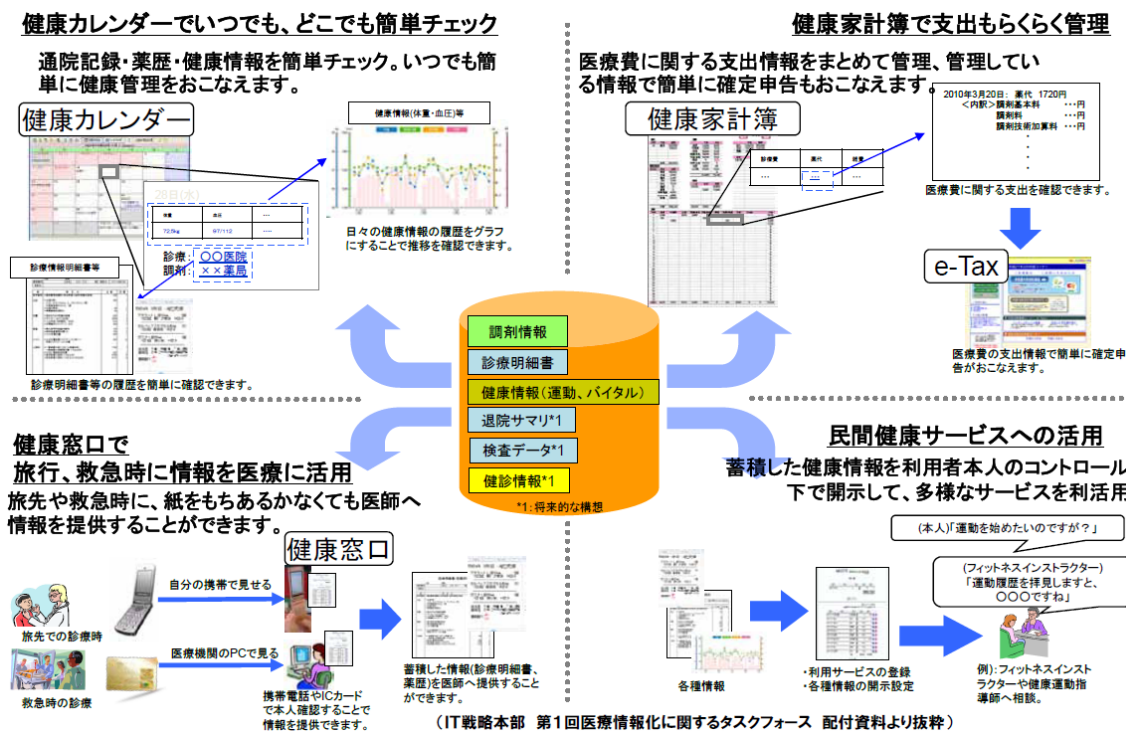 健康カレンダーでいつでも、どこでも簡単チェック
通院記録・薬歴・健康情報を簡単チェック。いつでも簡
単に健康管理をおこなえます。
健康カレンダー
健康情報(体重・血圧)等
28日(水)
体重 血圧 ・・・
72.5kg 97/112 ・・・
診療: 〇〇医院
調剤: ××薬局
日々の健康情報の履歴をグラフ
にすることで推移を確認できます。
診療情報明細書等
診療明細書等の履歴を簡単に確認できます。
健康家計簿で支出もらくらく管理
医療費に関する支出情報をまとめて管理、管理してい
る情報で簡単に確定申告もおこなえます。
健康家計簿
診療費 薬代 総量
・・・ ・・・ ・・・
2010年3月20日: 薬代 1720円
<内訳>調剤基本料 ・・・円
調剤料 ・・・円
調剤技術加算料 ・・・円
・
・
・
・
医療費に関する支出を確認できます。
e-Tax
医療費の支出情報で簡単に確定申
告がおこなえます。
調剤情報
診療明細書
健康情報(運動、バイタル)
退院サマリ*1
検査データ*1
健診情報*1
*1:将来的な構想
健康窓口で
旅行、救急時に情報を医療に活用
旅先や救急時に、紙をもちあるかなくても医師へ
情報を提供することができます。
健康窓口
自分の携帯で見せる
旅先での診療時
医療機関のPCで見る
救急時の診療
携帯電話やICカード
で本人確認することで
情報を提供できます。
蓄積した情報(診療明細書、
薬歴)を医師へ提供すること
ができます。
民間健康サービスへの活用
蓄積した健康情報を利用者本人のコントロール
下で開示して、多様なサービスを利活用
(本人)「運動を始めたいのですが?」
(フィットネスインストラクター)
「運動履歴を拝見しますと、
〇〇〇ですね」
各種情報
・利用サービスの登録
・各種情報の開示設定
例):フィットネスインスト
ラクターや健康運動指
導師へ相談。
(IT戦略本部 第1回医療情報化に関するタスクフォース 配付資料より抜粋)